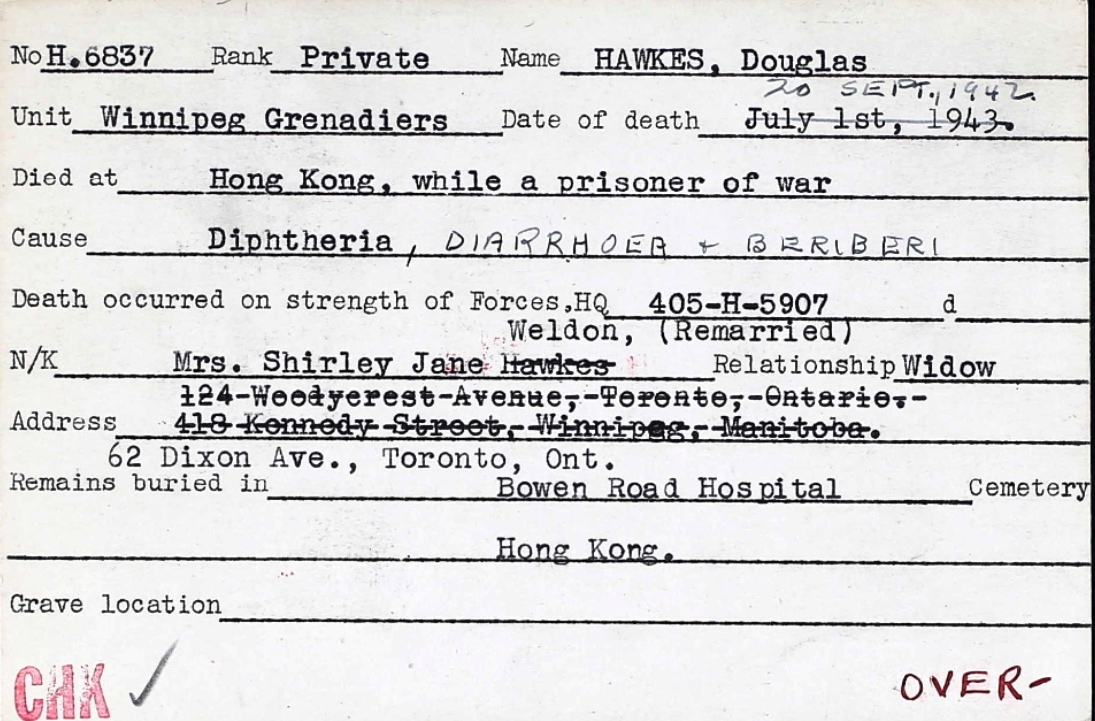 No H.6837 Rank Private Name HAWKES, Douglas
20 SEPT., 1942.
Unit Winnipeg Grenadiers Date of death July 1st, 1943.
Died at Hong Kong, while a prisoner of war
Cause Diphtheria, DIARRHOEA + BERIBERI
Death occurred on strength of Forces,HQ 405-H-5907 d
Weldon, (Remarried)
N/K Mrs. Shirley Jane Hawkes Relationship Widow
124-Woodycrest-Avenue,-Toronto,-Ontario.-
Address 418 Kennedy Street, Winnipeg, Manitoba.
62 Dixon Ave., Toronto, Ont.
Remains buried in Bowen Road Hospital Cemetery
Hong Kong.
Grave location
CHK ✓ OVER-